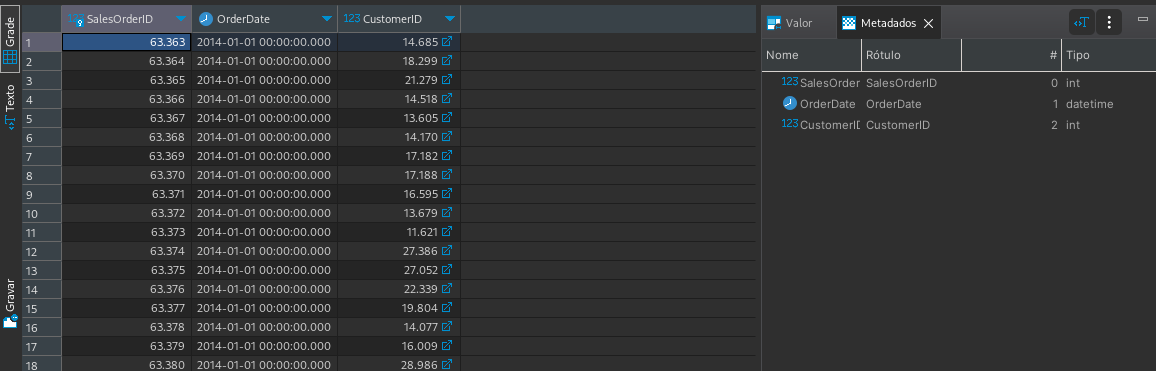 Grade
Texto
Gravar
123 SalesOrderID OrderDate 123 CustomerID
1 63.363 2014-01-01 00:00:00.000 14.685
2 63.364 2014-01-01 00:00:00.000 18.299
3 63.365 2014-01-01 00:00:00.000 21.279
4 63.366 2014-01-01 00:00:00.000 14.518
5 63.367 2014-01-01 00:00:00.000 13.605
6 63.368 2014-01-01 00:00:00.000 14.170
7 63.369 2014-01-01 00:00:00.000 17.182
8 63.370 2014-01-01 00:00:00.000 17.188
9 63.371 2014-01-01 00:00:00.000 16.595
10 63.372 2014-01-01 00:00:00.000 13.679
11 63.373 2014-01-01 00:00:00.000 11.621
12 63.374 2014-01-01 00:00:00.000 27.386
13 63.375 2014-01-01 00:00:00.000 27.052
14 63.376 2014-01-01 00:00:00.000 22.339
15 63.377 2014-01-01 00:00:00.000 19.804
16 63.378 2014-01-01 00:00:00.000 14.077
17 63.379 2014-01-01 00:00:00.000 16.009
18 63.380 2014-01-01 00:00:00.000 28.986
Valor Metadados
Nome Rótulo # Tipo
123 SalesOrder SalesOrderID 0 int
OrderDate OrderDate 1 datetime
123 CustomerI CustomerID 2 int